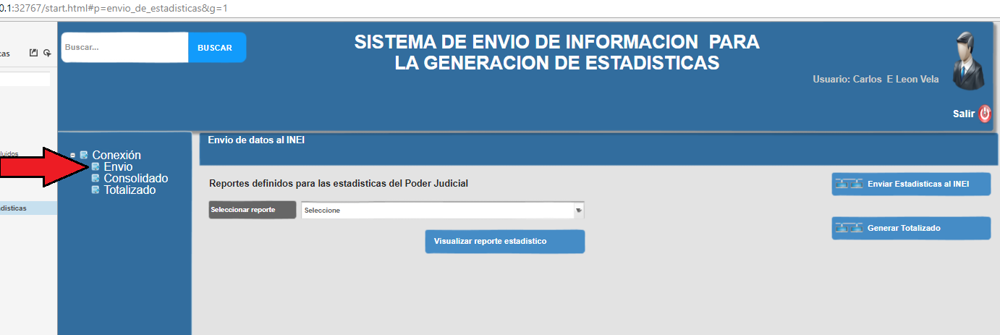 0.1:32767/start.html#p=envio_de_estadisticas&g=1
cas
Buscar...
BUSCAR
SISTEMA DE ENVIO DE INFORMACION PARA
LA GENERACION DE ESTADISTICAS
Usuario: Carlos E Leon Vela
Salir
luidos
disticas
Conexión
Envio
Consolidado
Totalizado
Envio de datos al INEI
Reportes definidos para las estadisticas del Poder Judicial
Seleccionar reporte
Seleccione
Visualizar reporte estadistico
Enviar Estadisticas al INEI
Generar Totalizado